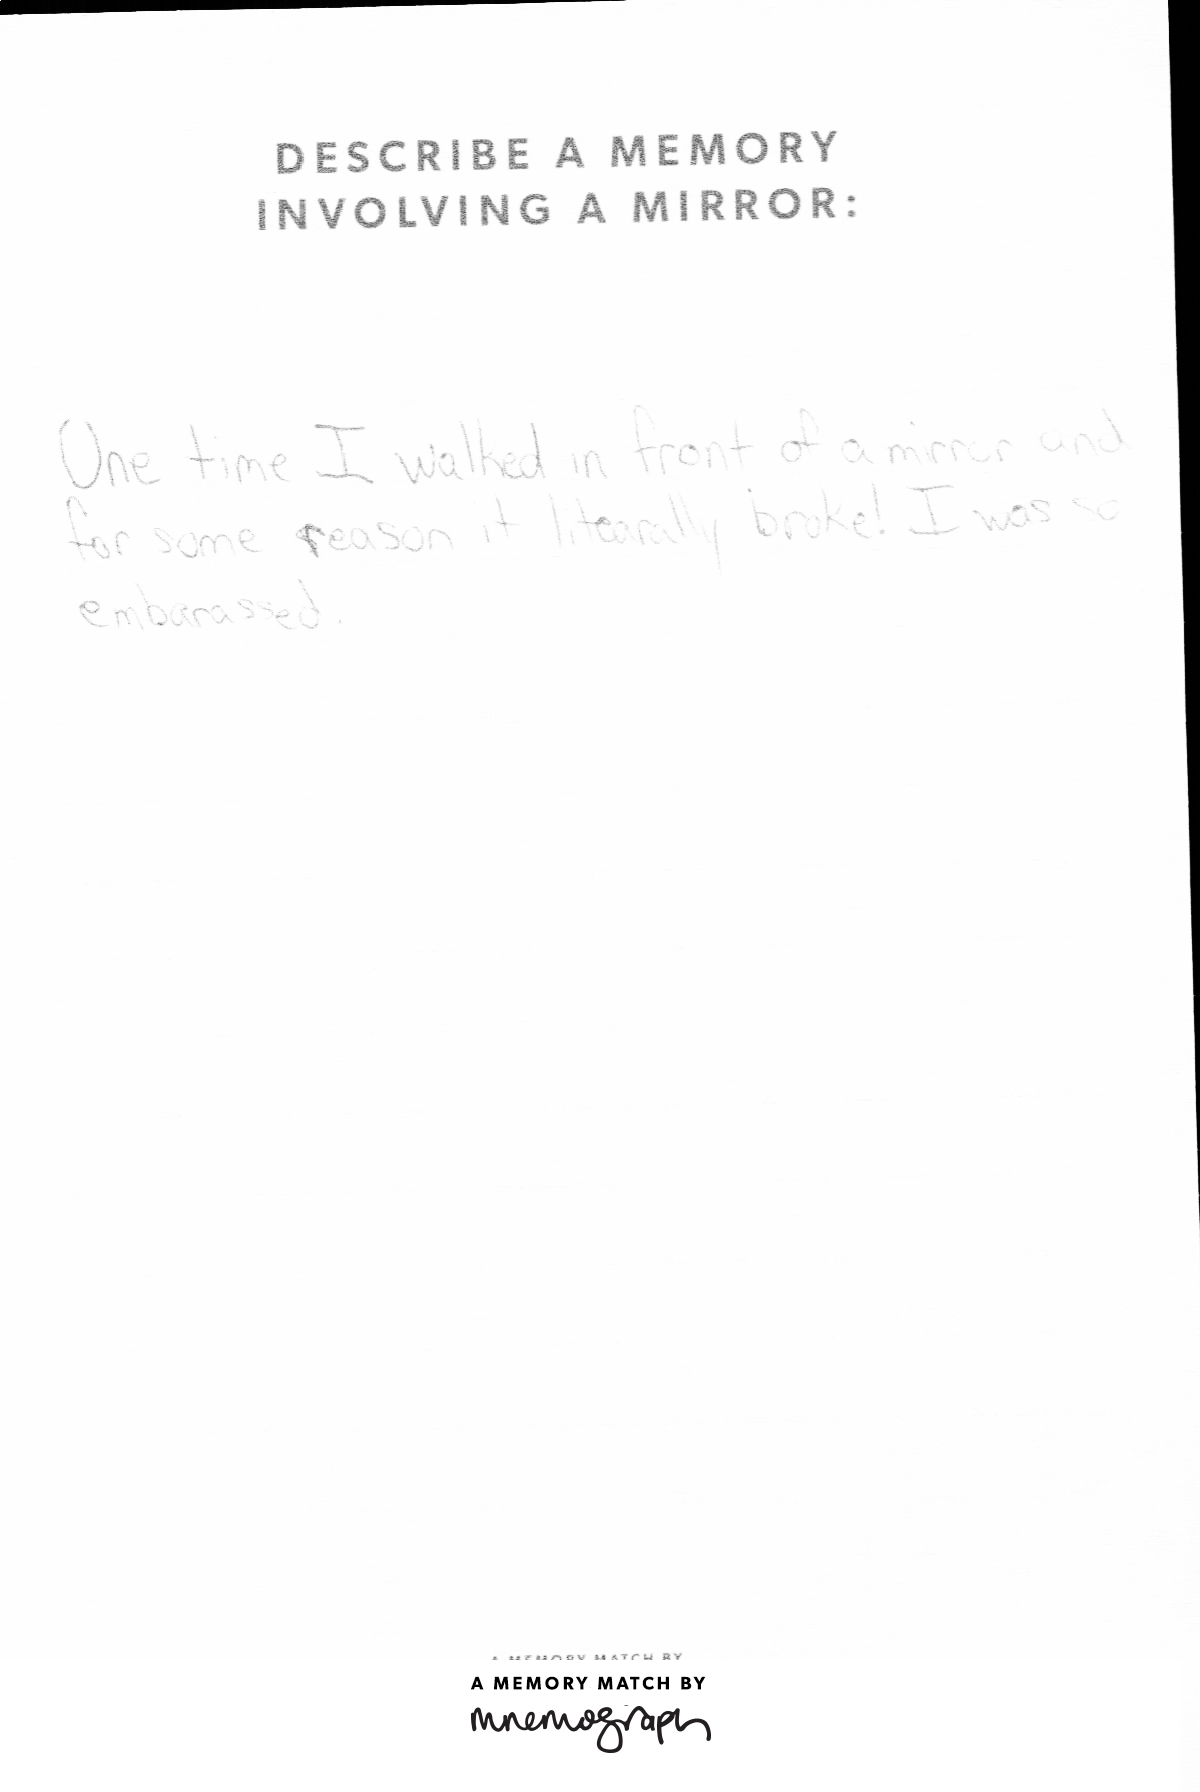 DESCRIBE A MEMORY
INVOLVING A MIRROR:
One time I walked in front of a mirror and
for some reason it litearally broke! I was so
embarassed.
A MEMORY MATCH BY
A MEMORY MATCH BY
mnemograph